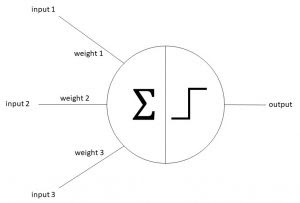 input 1
weight 1
input 2
weight 2
Σ
output
weight 3
input 3